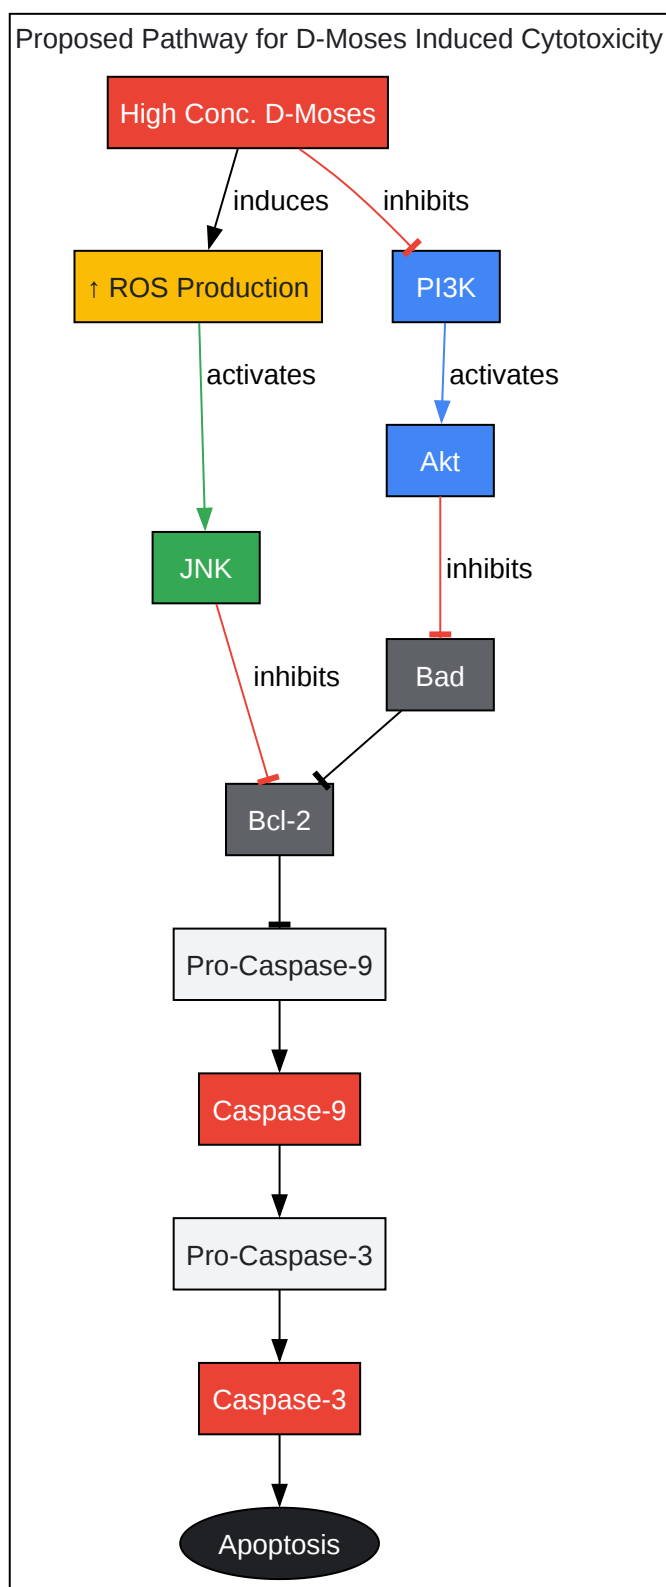 Proposed Pathway for D-Moses Induced Cytotoxicity
High Conc. D-Moses
induces
inhibits
↑ ROS Production
PI3K
activates
activates
Akt
JNK
inhibits
inhibits
Bad
Bcl-2
Pro-Caspase-9
Caspase-9
Pro-Caspase-3
Caspase-3
Apoptosis